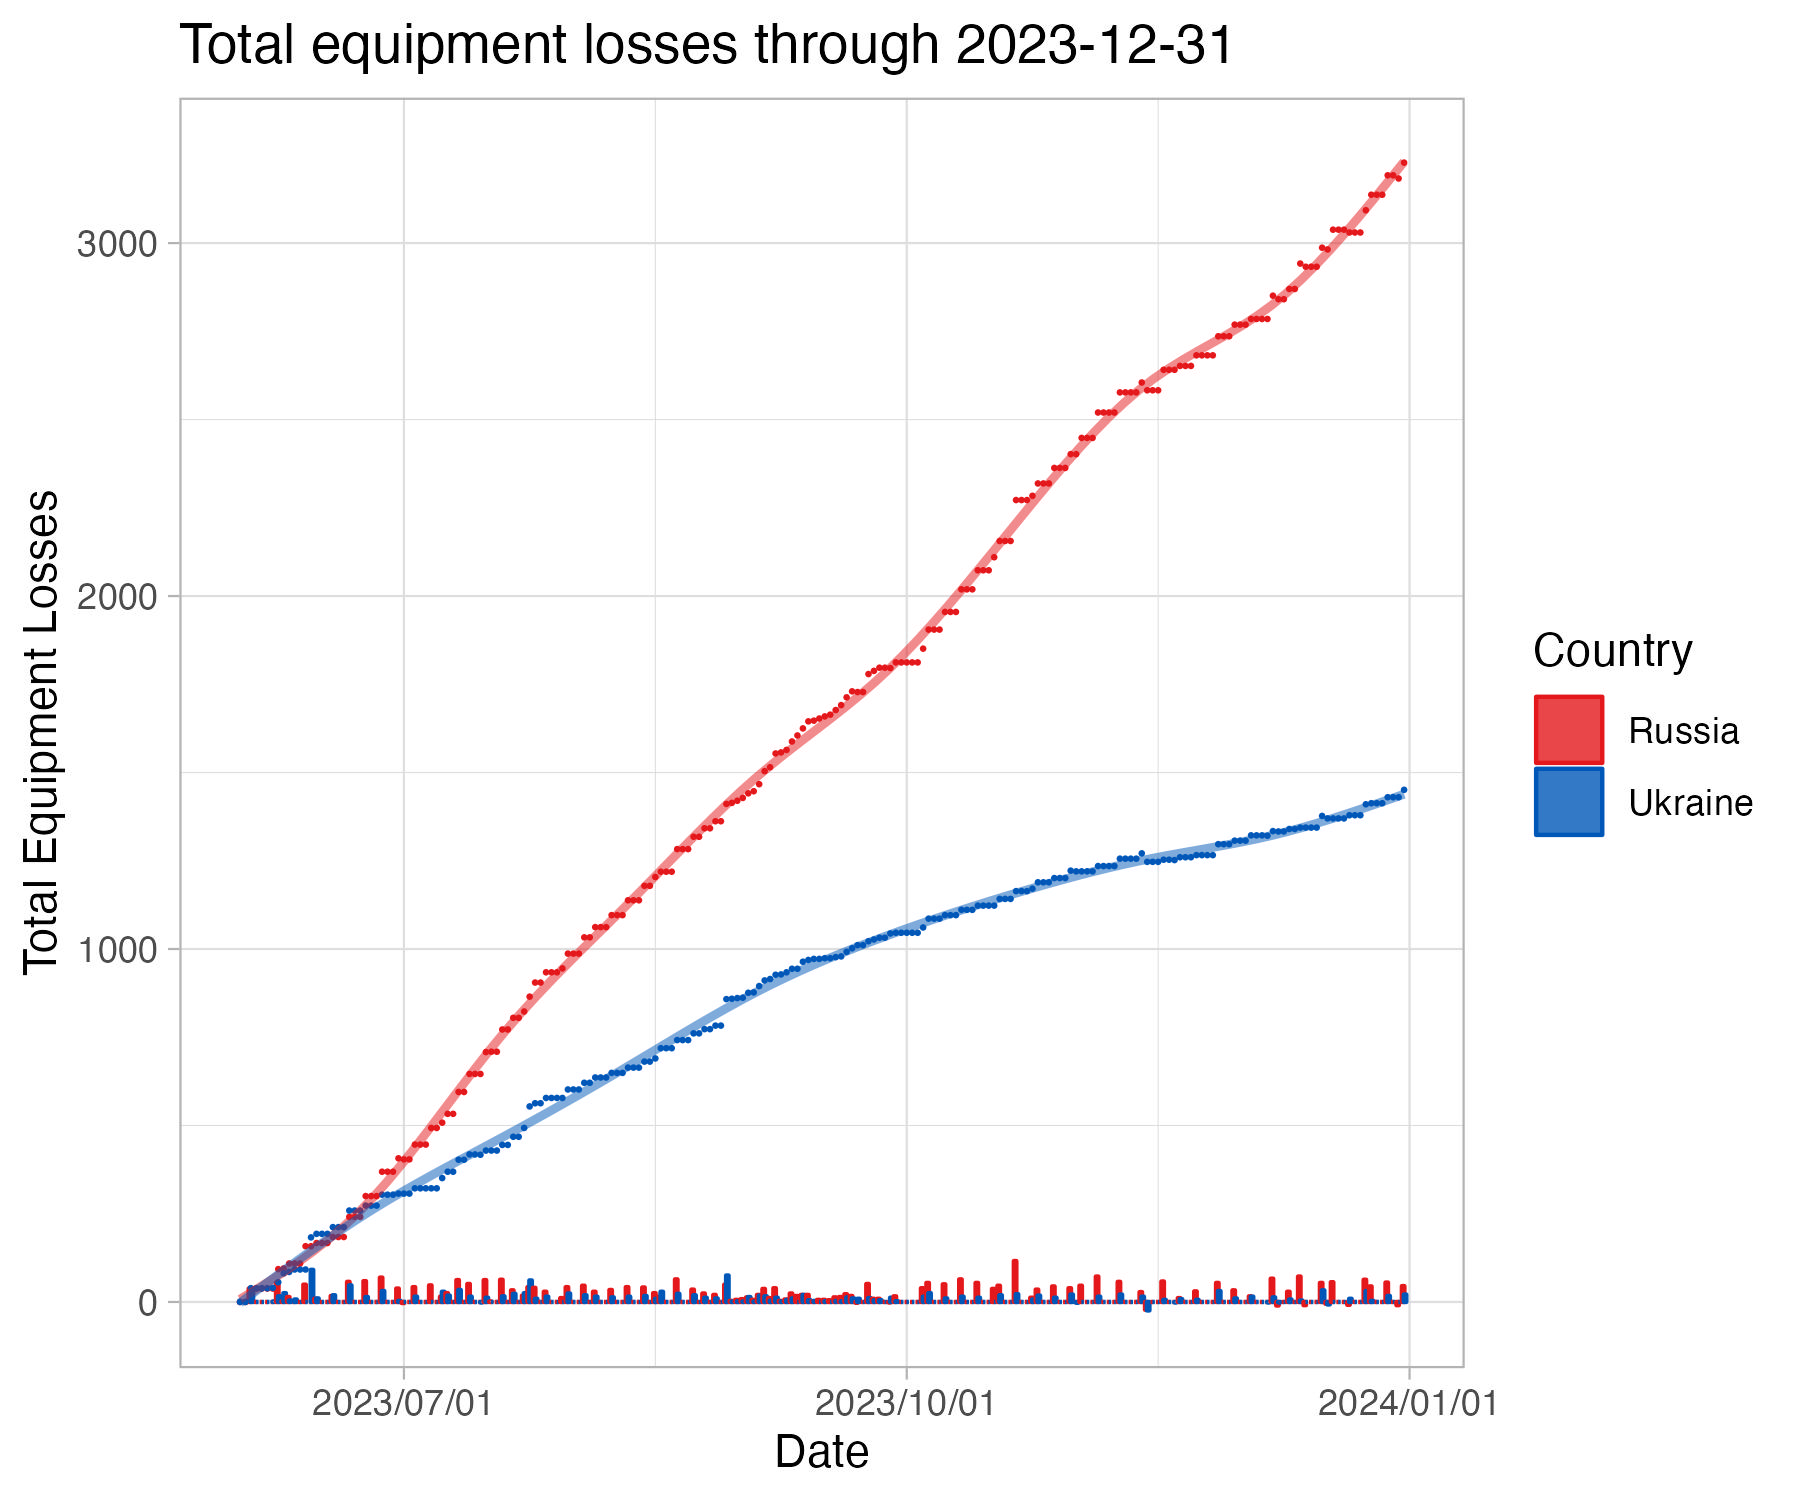 Total equipment losses through 2023-12-31
Total Equipment Losses
3000
2000
1000
0
2023/07/01
2023/10/01
2024/01/01
Date
Country
Russia
Ukraine